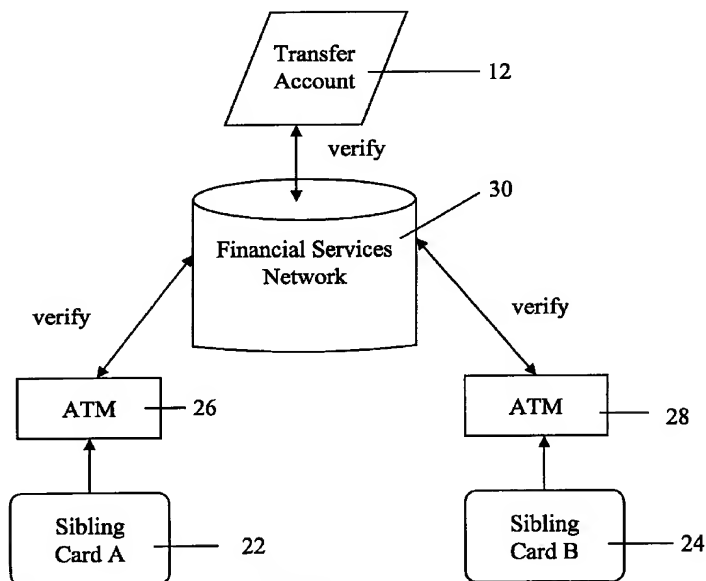 Transfer
Account
12
verify
30
Financial Services
Network
verify
verify
ATM
26
ATM
28
Sibling
Card A
22
Sibling
Card B
24